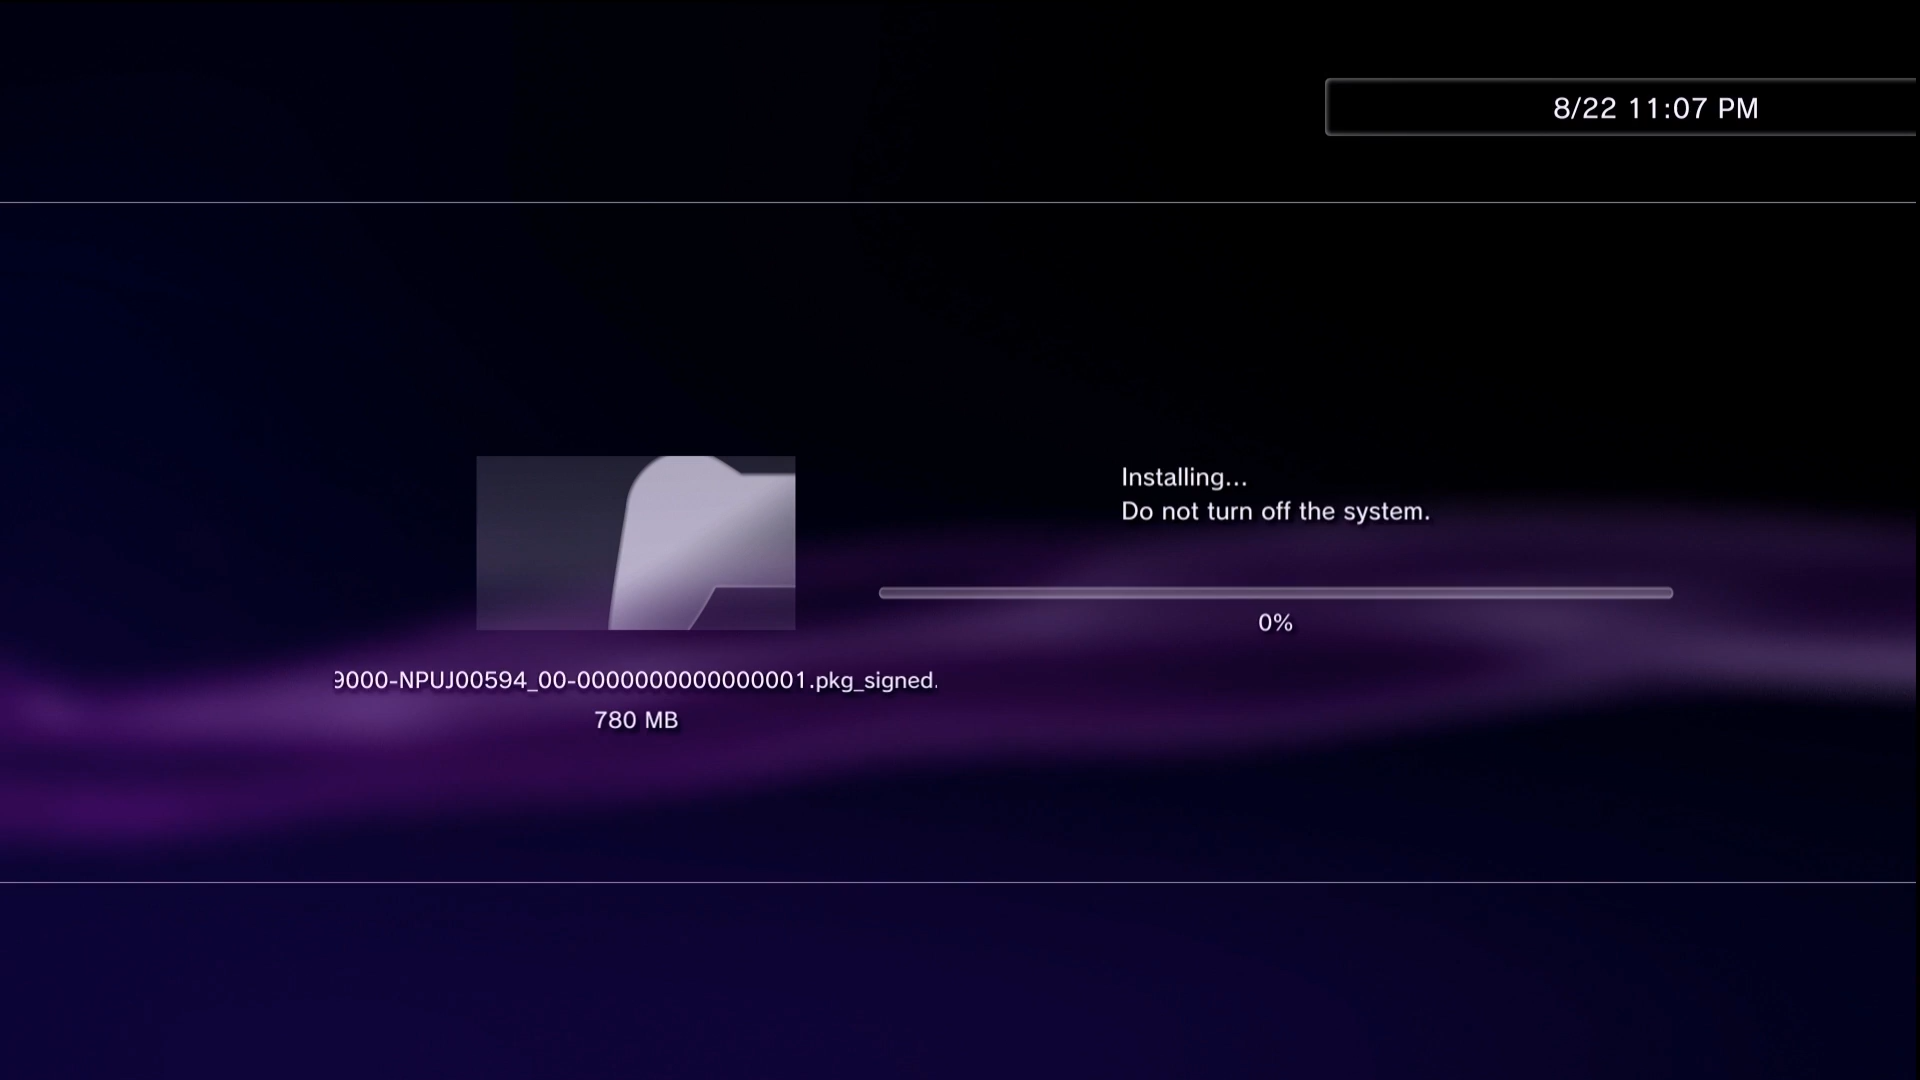 8/22 11:07 PM
Installing...
Do not turn off the system.
0%
9000-NPUJ00594_00-0000000000000001.pkg_signed.
780 MB